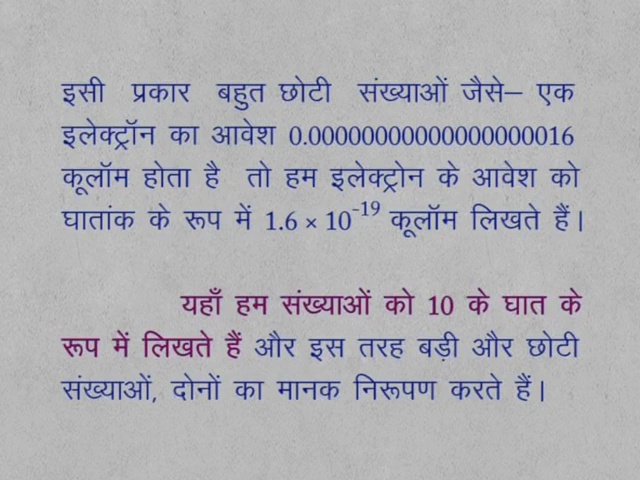 इसी प्रकार बहुत छोटी संख्याओं जैसे– एक
इलेक्ट्रॉन का आवेश 0.00000000000000000016
कूलॉम होता है तो हम इलेक्ट्रोन के आवेश को
घातांक के रूप में 1.6 × 10⁻¹⁹ कूलॉम लिखते हैं।
यहाँ हम संख्याओं को 10 के घात के
रूप में लिखते हैं और इस तरह बड़ी और छोटी
संख्याओं, दोनों का मानक निरूपण करते हैं।